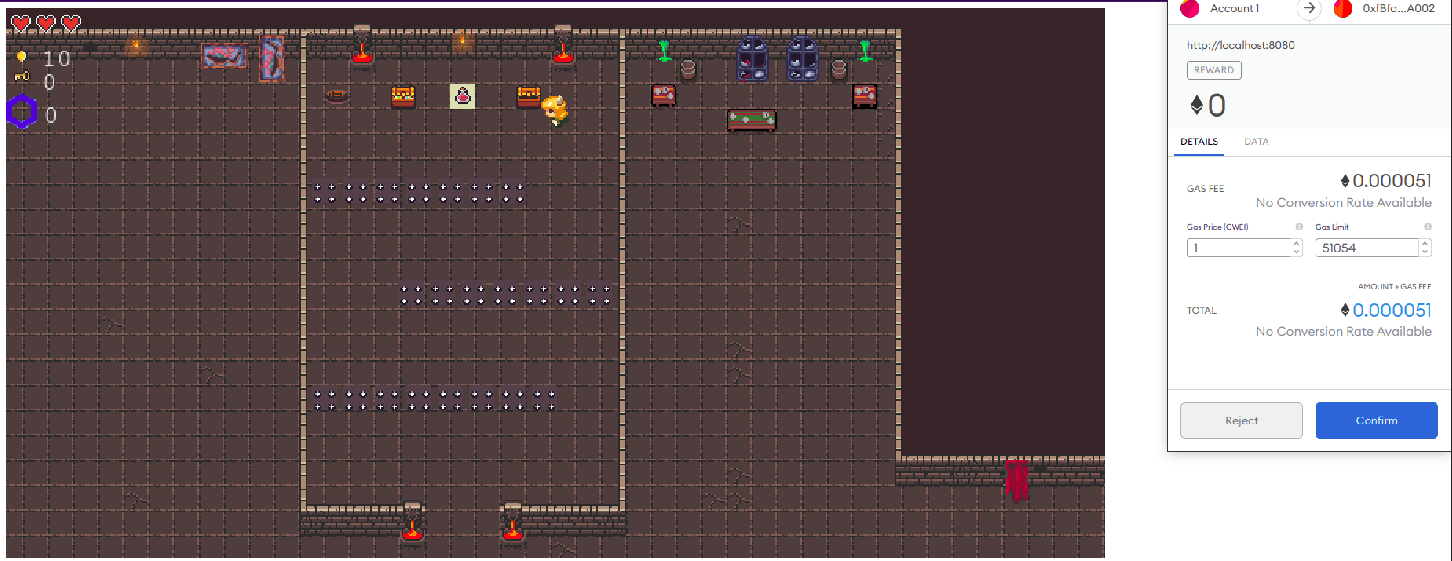 10
0
0
Account 1
0xfBfa...A002
http://localhost:8080
REWARD
0
DETAILS
DATA
GAS FEE
0.000051
No Conversion Rate Available
Gas Price (GWEI)
Gas Limit
1
51054
AMOUNT + GAS FEE
TOTAL
0.000051
No Conversion Rate Available
Reject
Confirm